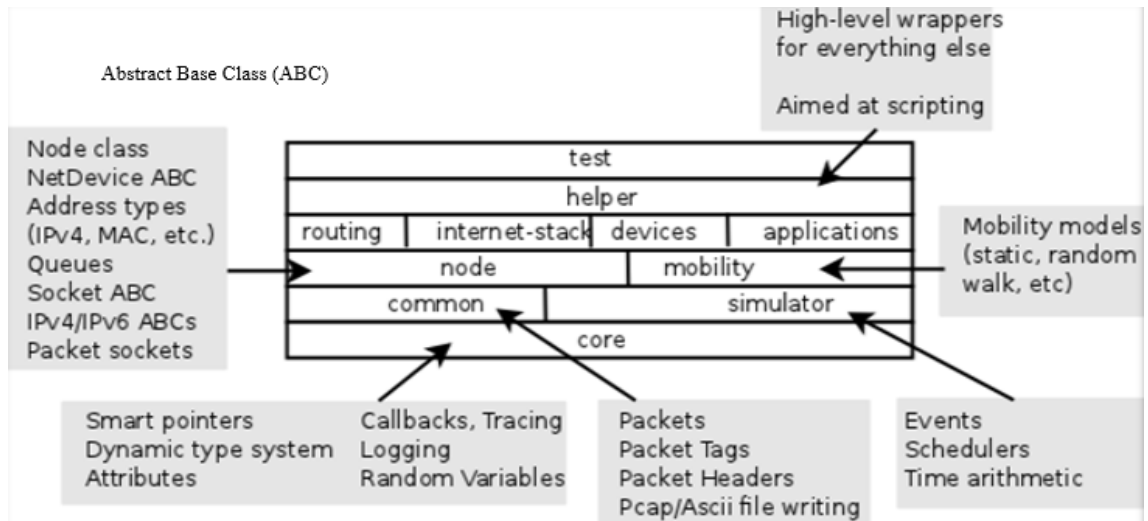 High-level wrappers
for everything else
Aimed at scripting
Abstract Base Class (ABC)
Node class
NetDevice ABC
Address types
(IPv4, MAC, etc.)
Queues
Socket ABC
IPv4/IPv6 ABCs
Packet sockets
test
helper
routing internet-stack devices applications
node mobility
common simulator
core
Mobility models
(static, random
walk, etc)
Smart pointers
Dynamic type system
Attributes
Callbacks, Tracing
Logging
Random Variables
Packets
Packet Tags
Packet Headers
Pcap/Ascii file writing
Events
Schedulers
Time arithmetic